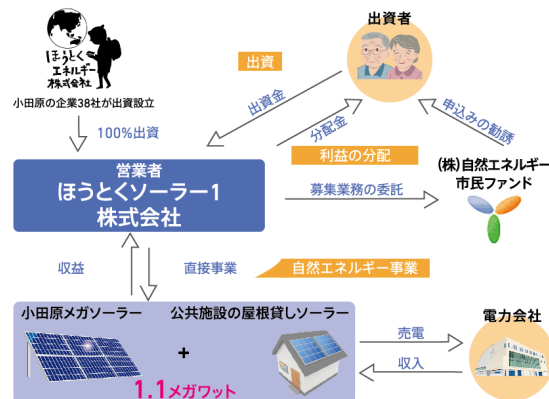 ほうとく
エネルギー
株式会社
小田原の企業38社が出資設立
100%出資
出資者
出資
出資金
分配金
利益の分配
申込みの勧誘
営業者
ほうとくソーラー1
株式会社
募集業務の委託
(株)自然エネルギー
市民ファンド
収益
直接事業
自然エネルギー事業
小田原メガソーラー
+
公共施設の屋根貸しソーラー
1.1メガワット
売電
収入
電力会社